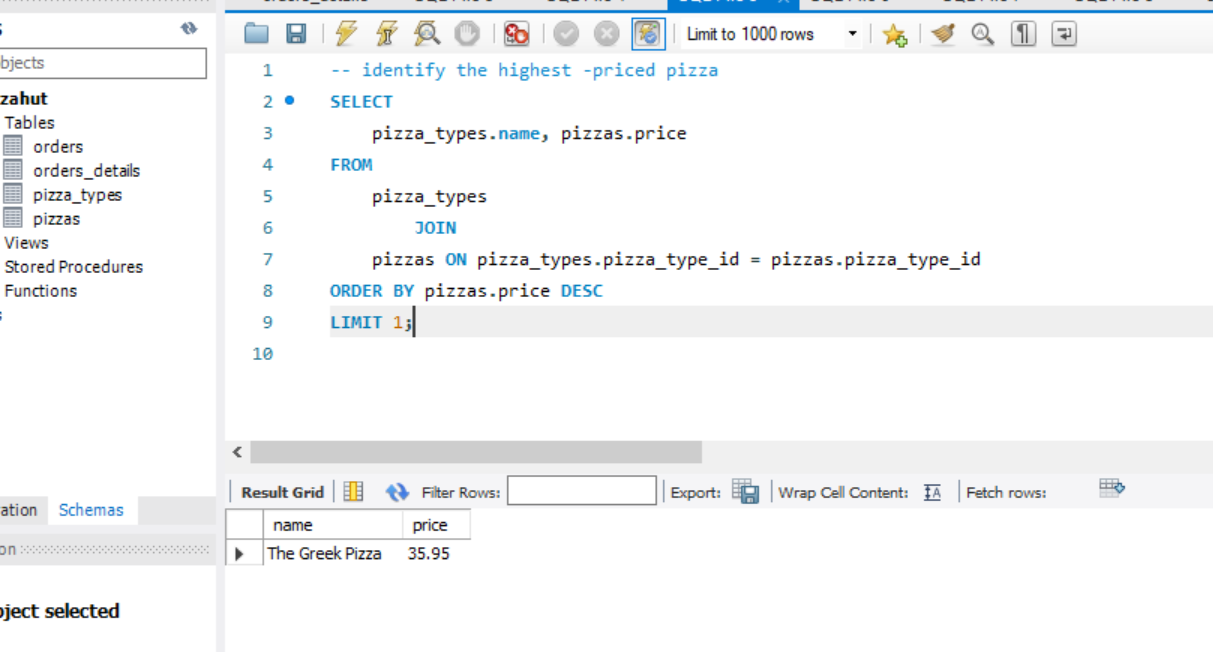 Limit to 1000 rows
bjects
zahut
Tables
orders
orders_details
pizza_types
pizzas
Views
Stored Procedures
Functions
1 -- identify the highest -priced pizza
2 SELECT
3 pizza_types.name, pizzas.price
4 FROM
5 pizza_types
6 JOIN
7 pizzas ON pizza_types.pizza_type_id = pizzas.pizza_type_id
8 ORDER BY pizzas.price DESC
9 LIMIT 1;
10
ation Schemas
on
bject selected
Result Grid Filter Rows: Export: Wrap Cell Content: Fetch rows:
name price
The Greek Pizza 35.95